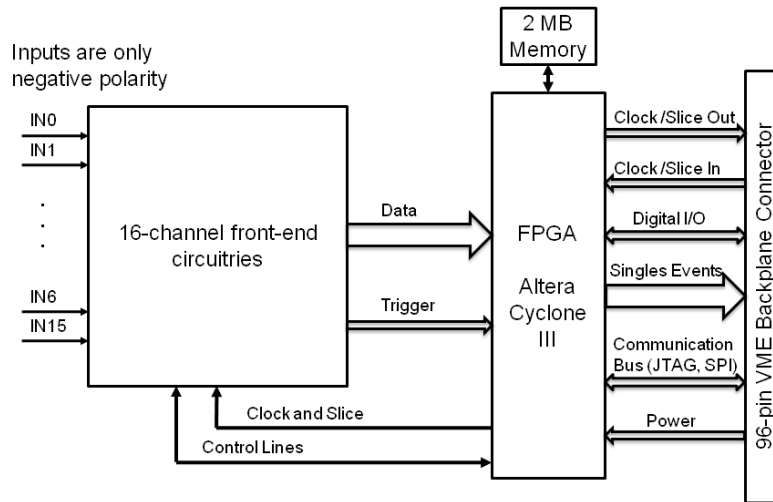 2 MB
Memory
Inputs are only
negative polarity
IN0
IN1
IN6
IN15
16-channel front-end
circuitries
Data
Trigger
Clock and Slice
Control Lines
FPGA
Altera
Cyclone
III
Clock /Slice Out
Clock/Slice In
Digital I/O
Singles Events
Communication
Bus (JTAG, SPI)
Power
96-pin VME Backplane Connector